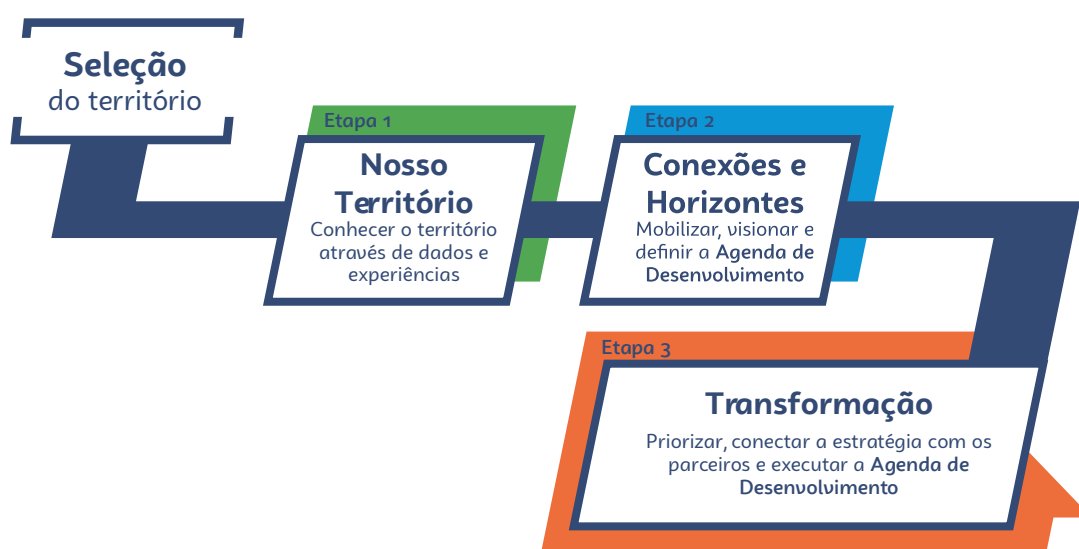 Seleção
do território
Etapa 1
Nosso
Território
Conhecer o território
através de dados e
experiências
Etapa 2
Conexões e
Horizontes
Mobilizar, visionar e
definir a Agenda de
Desenvolvimento
Etapa 3
Transformação
Priorizar, conectar a estratégia com os
parceiros e executar a Agenda de
Desenvolvimento